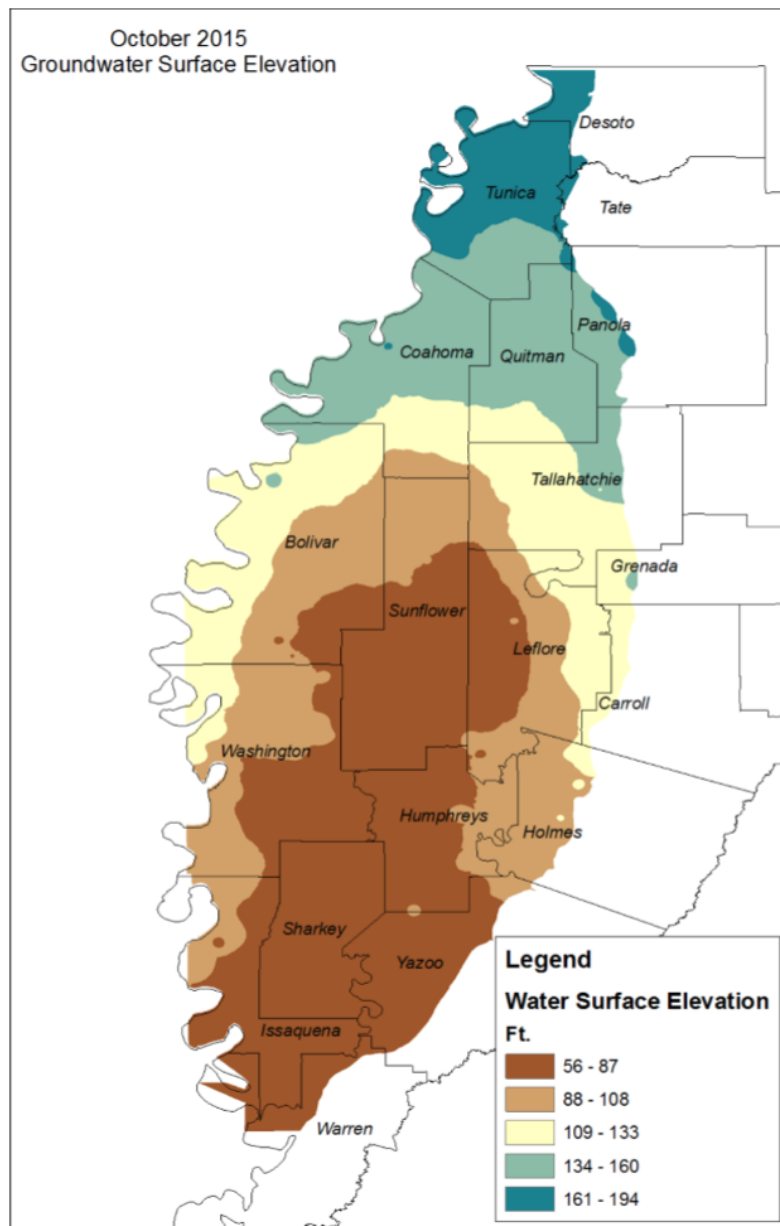 October 2015
Groundwater Surface Elevation
Desoto
Tunica
Tate
Panola
Coahoma
Quitman
Tallahatchie
Bolivar
Grenada
Sunflower
Leflore
Carroll
Washington
Humphreys
Holmes
Sharkey
Yazoo
Issaquena
Warren
Legend
Water Surface Elevation
Ft.
56 - 87
88 - 108
109 - 133
134 - 160
161 - 194